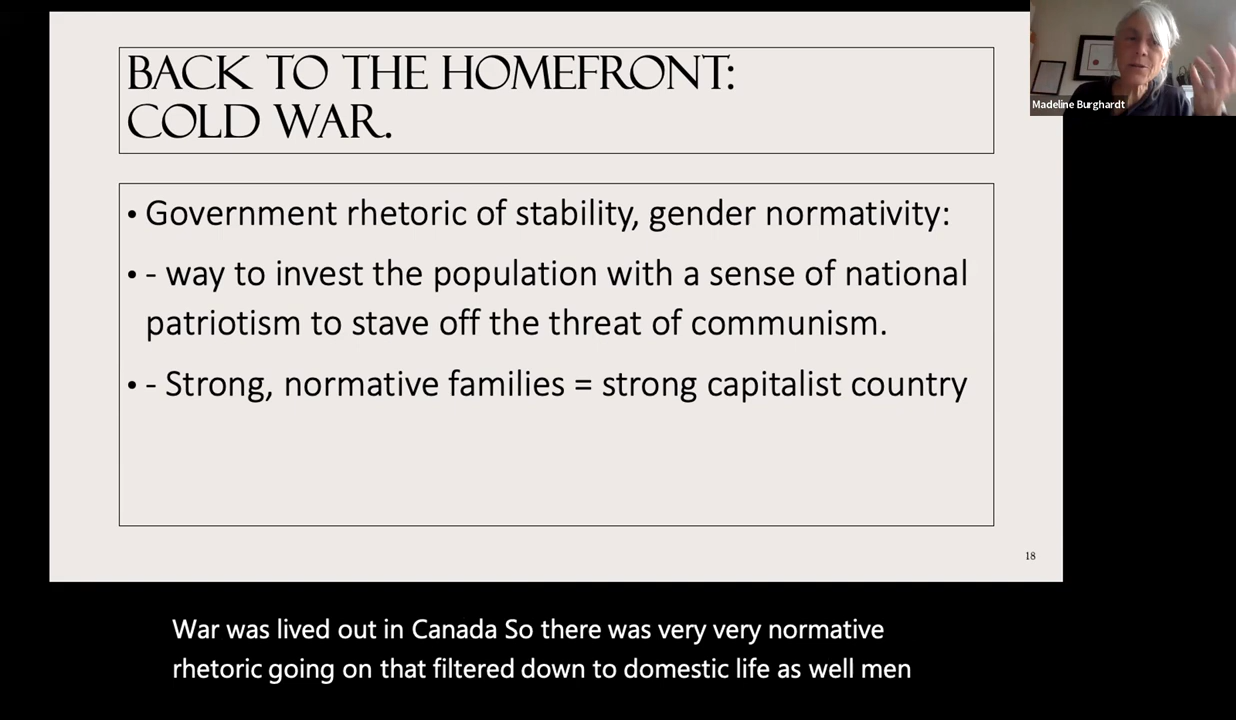 BACK TO THE HOMEFRONT:
COLD WAR.
• Government rhetoric of stability, gender normativity:
• - way to invest the population with a sense of national
patriotism to stave off the threat of communism.
• - Strong, normative families = strong capitalist country
18
Madeline Burghardt
War was lived out in Canada So there was very very normative
rhetoric going on that filtered down to domestic life as well men